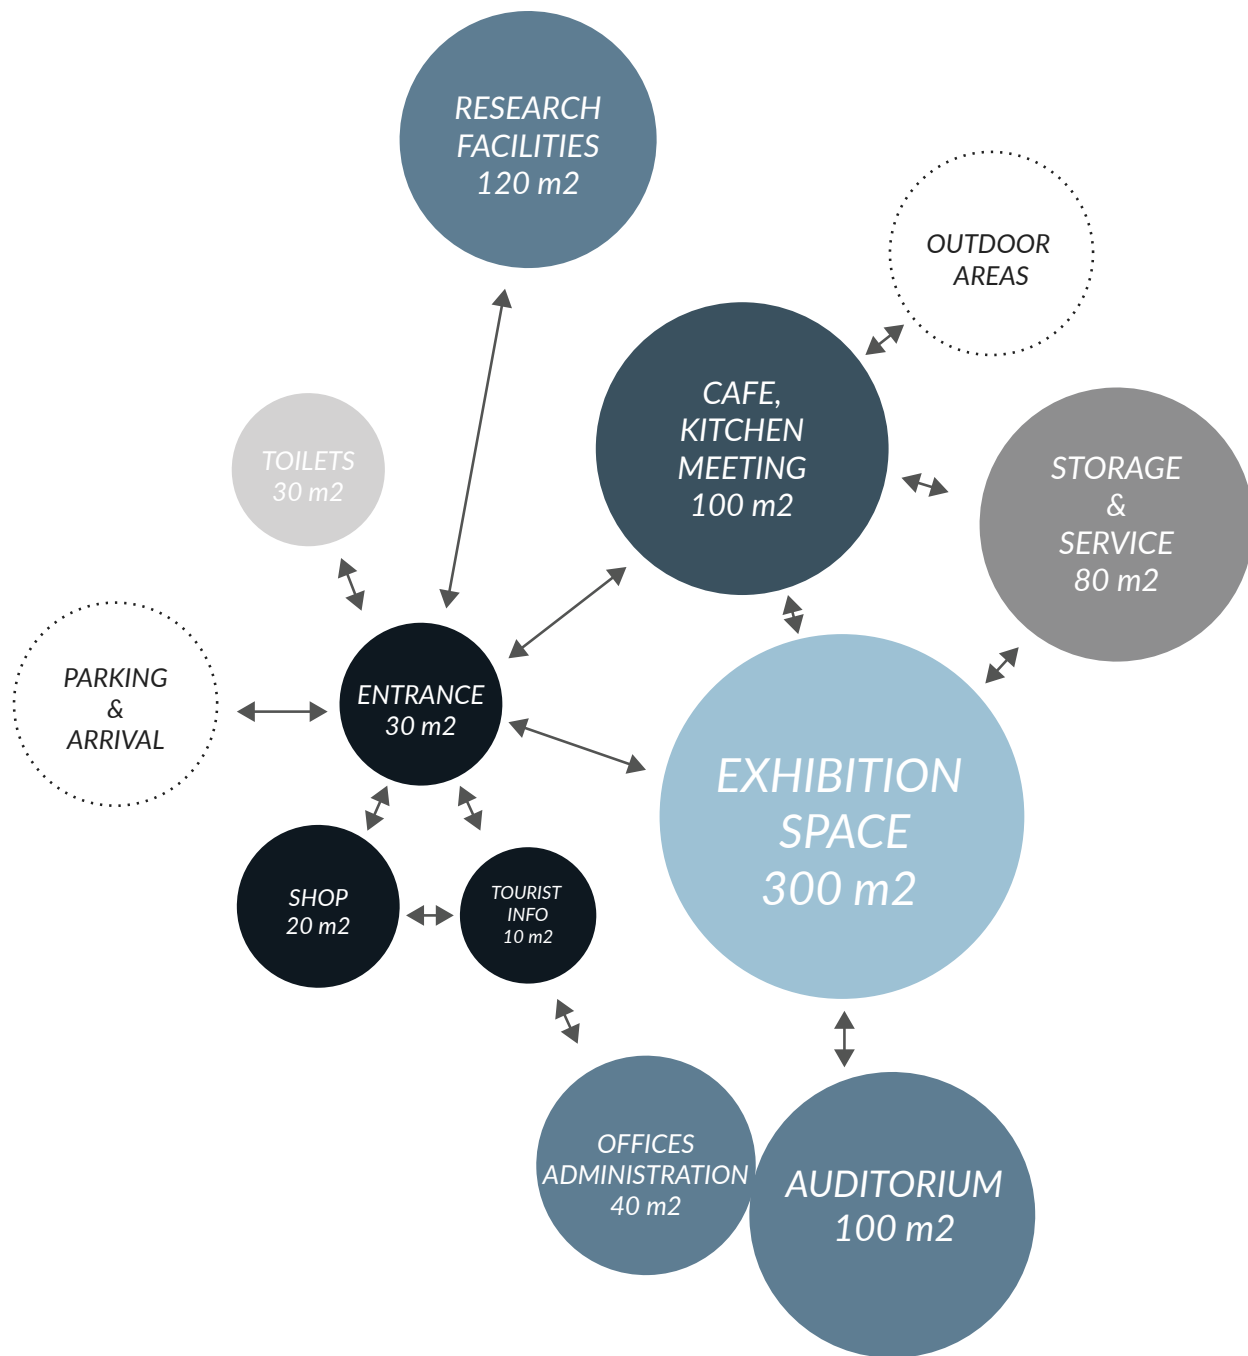 RESEARCH
FACILITIES
120 m2
OUTDOOR
AREAS
CAFE,
KITCHEN
MEETING
100 m2
TOILETS
30 m2
STORAGE
&
SERVICE
80 m2
PARKING
&
ARRIVAL
ENTRANCE
30 m2
EXHIBITION
SPACE
300 m2
SHOP
20 m2
TOURIST
INFO
10 m2
OFFICES
ADMINISTRATION
40 m2
AUDITORIUM
100 m2